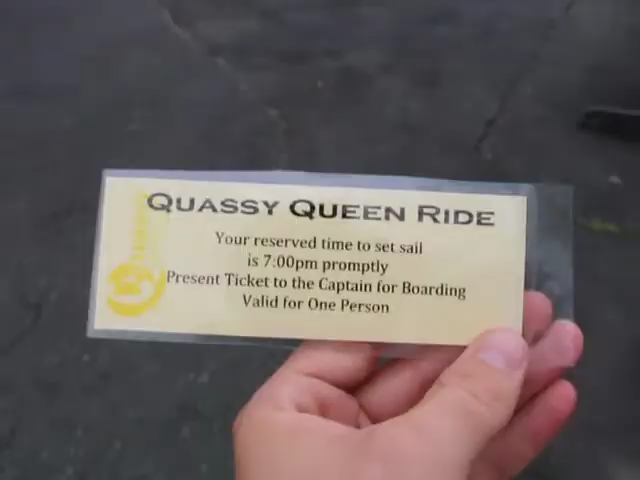 QUASSY QUEEN RIDE
Your reserved time to set sail
is 7:00pm promptly
Present Ticket to the Captain for Boarding
Valid for One Person